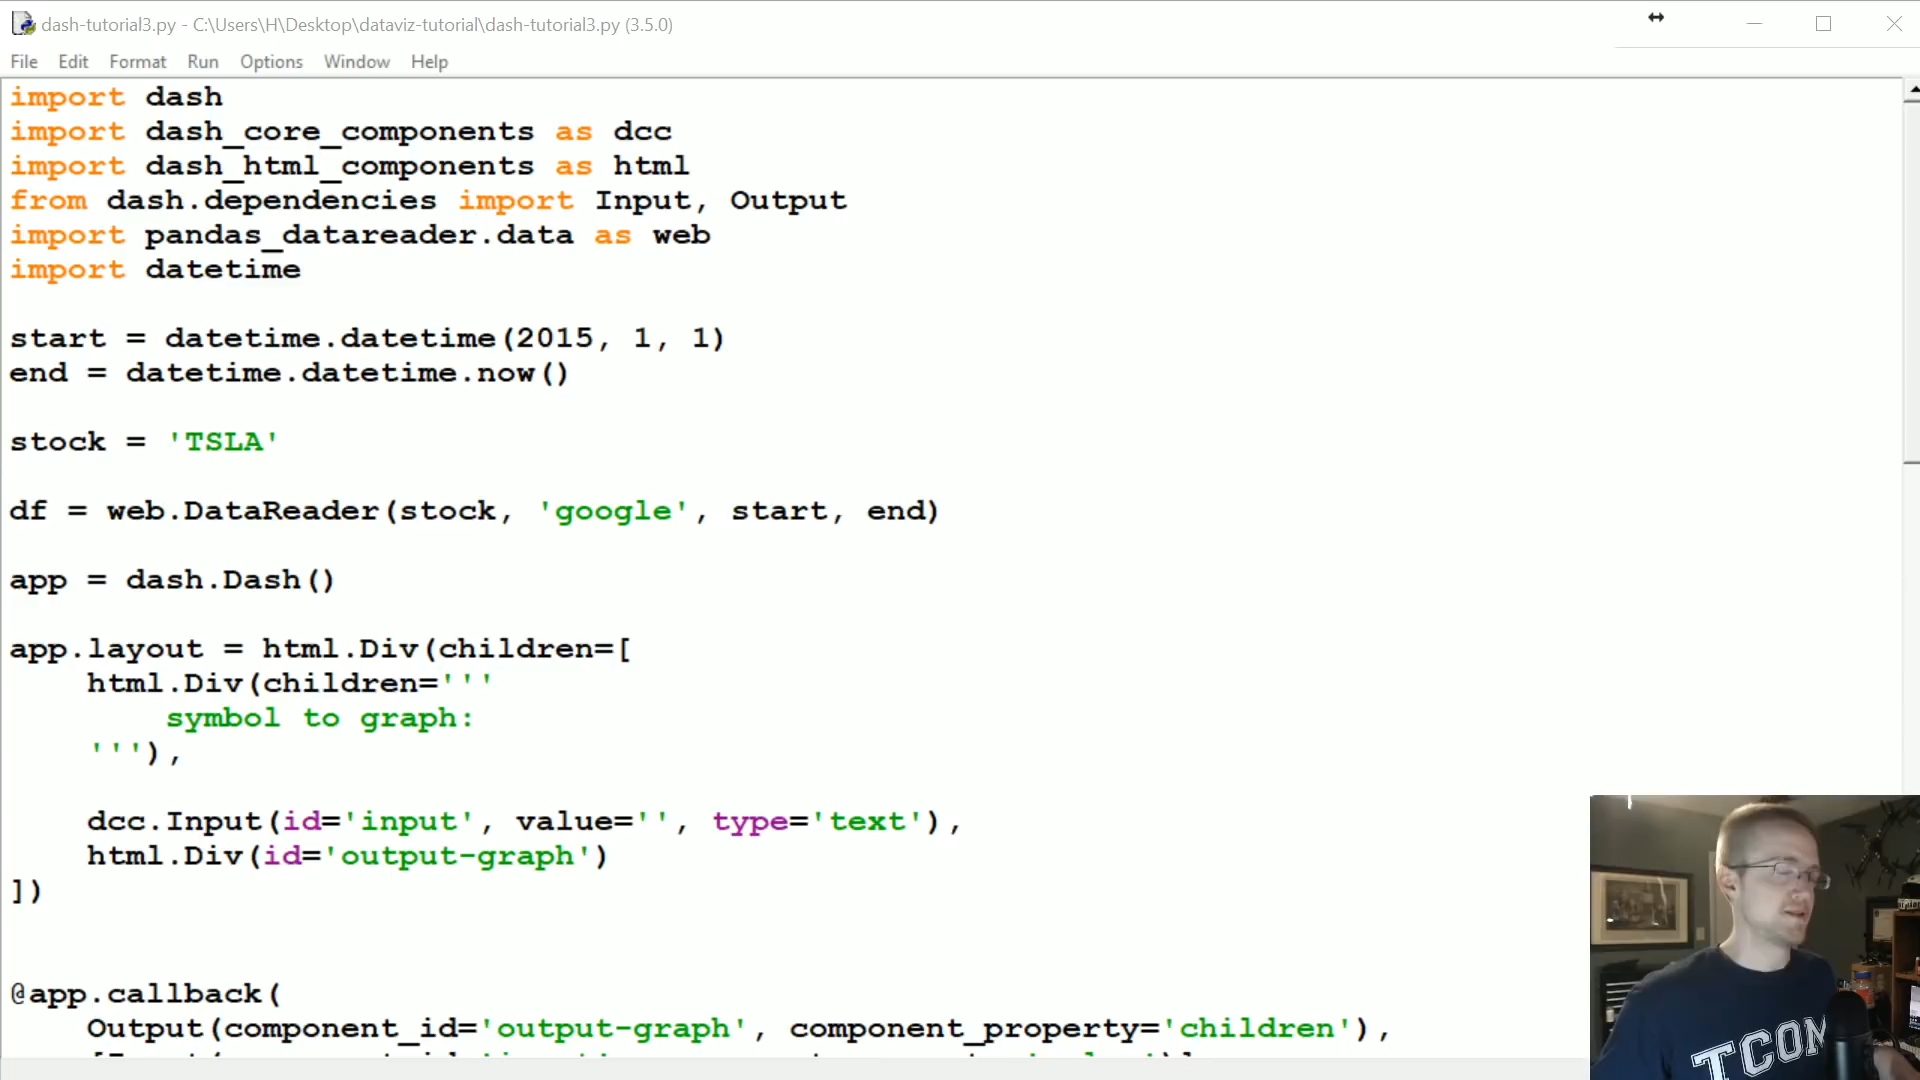 dash-tutorial3.py - C:\Users\H\Desktop\dataviz-tutorial\dash-tutorial3.py (3.5.0)
File Edit Format Run Options Window Help
import dash
import dash_core_components as dcc
import dash_html_components as html
from dash.dependencies import Input, Output
import pandas_datareader.data as web
import datetime
start = datetime.datetime(2015, 1, 1)
end = datetime.datetime.now()
stock = 'TSLA'
df = web.DataReader(stock, 'google', start, end)
app = dash.Dash()
app.layout = html.Div(children=[
html.Div(children='''
symbol to graph:
'''),
dcc.Input(id='input', value='', type='text'),
html.Div(id='output-graph')
])
@app.callback(
Output(component_id='output-graph', component_property='children'),
TCOM